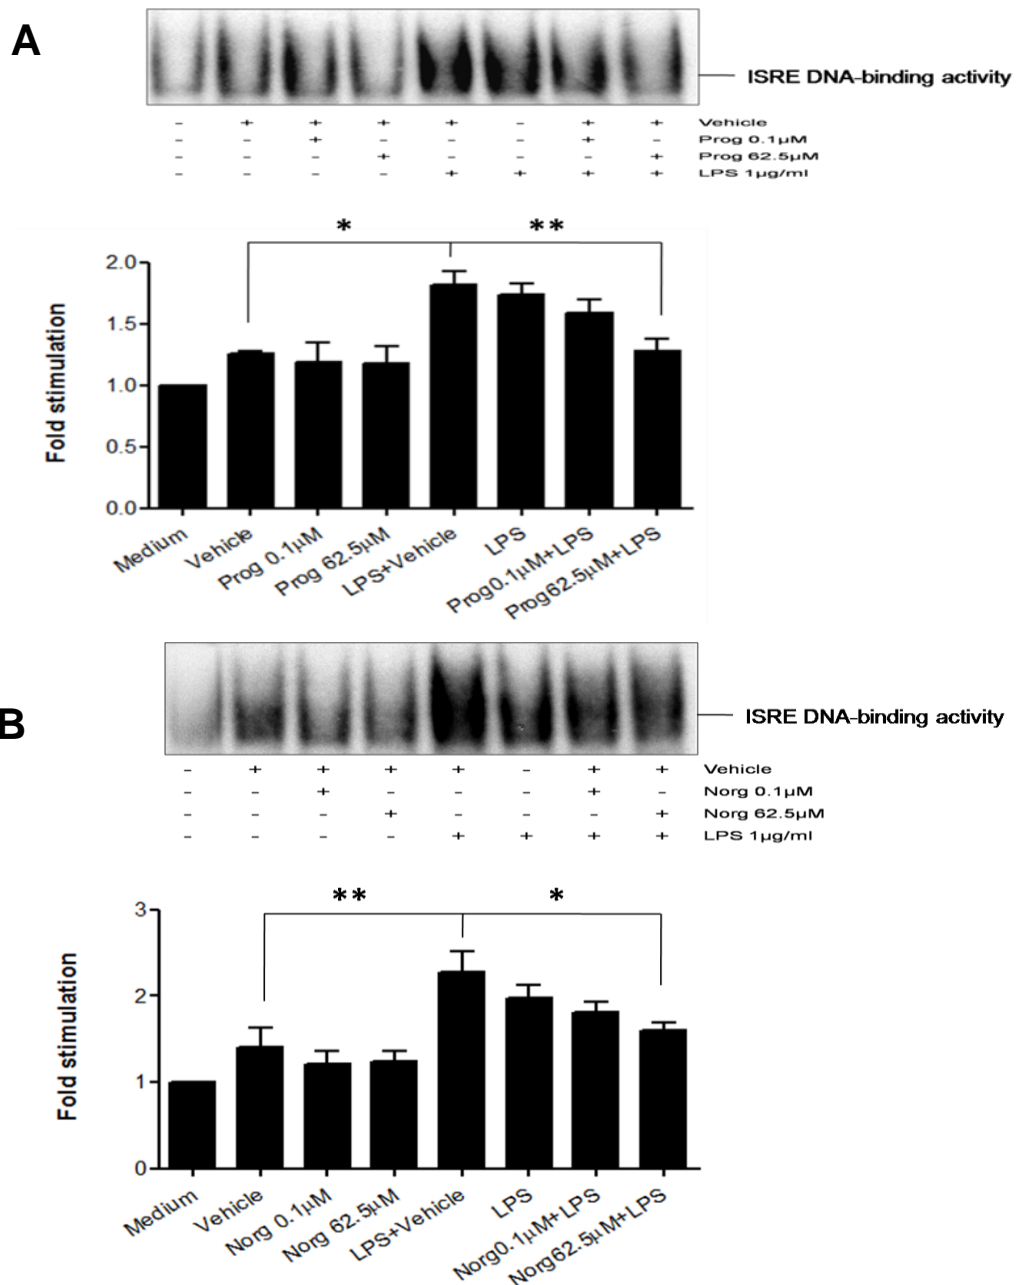 A
ISRE DNA-binding activity
- + + + + - + + Vehicle
- - + - - - + - Prog 0.1µM
- - - + - - - + Prog 62.5µM
- - - - + + + + LPS 1µg/ml
* **
2.0
1.5
1.0
0.5
0.0
Fold stimulation
Medium
Vehicle
Prog 0.1µM
Prog 62.5µM
LPS+Vehicle
LPS
Prog0.1µM+LPS
Prog62.5µM+LPS
B
ISRE DNA-binding activity
- + + + + - + + Vehicle
- - + - - - + - Norg 0.1µM
- - - + - - - + Norg 62.5µM
- - - - + + + + LPS 1µg/ml
** *
3
2
1
0
Fold stimulation
Medium
Vehicle
Norg 0.1µM
Norg 62.5µM
LPS+Vehicle
LPS
Norg0.1µM+LPS
Norg62.5µM+LPS